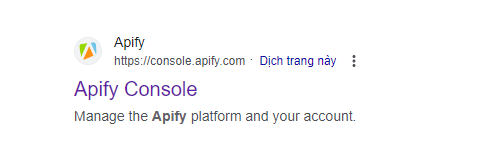 Apify
https://console.apify.com · Dịch trang này
Apify Console
Manage the Apify platform and your account.